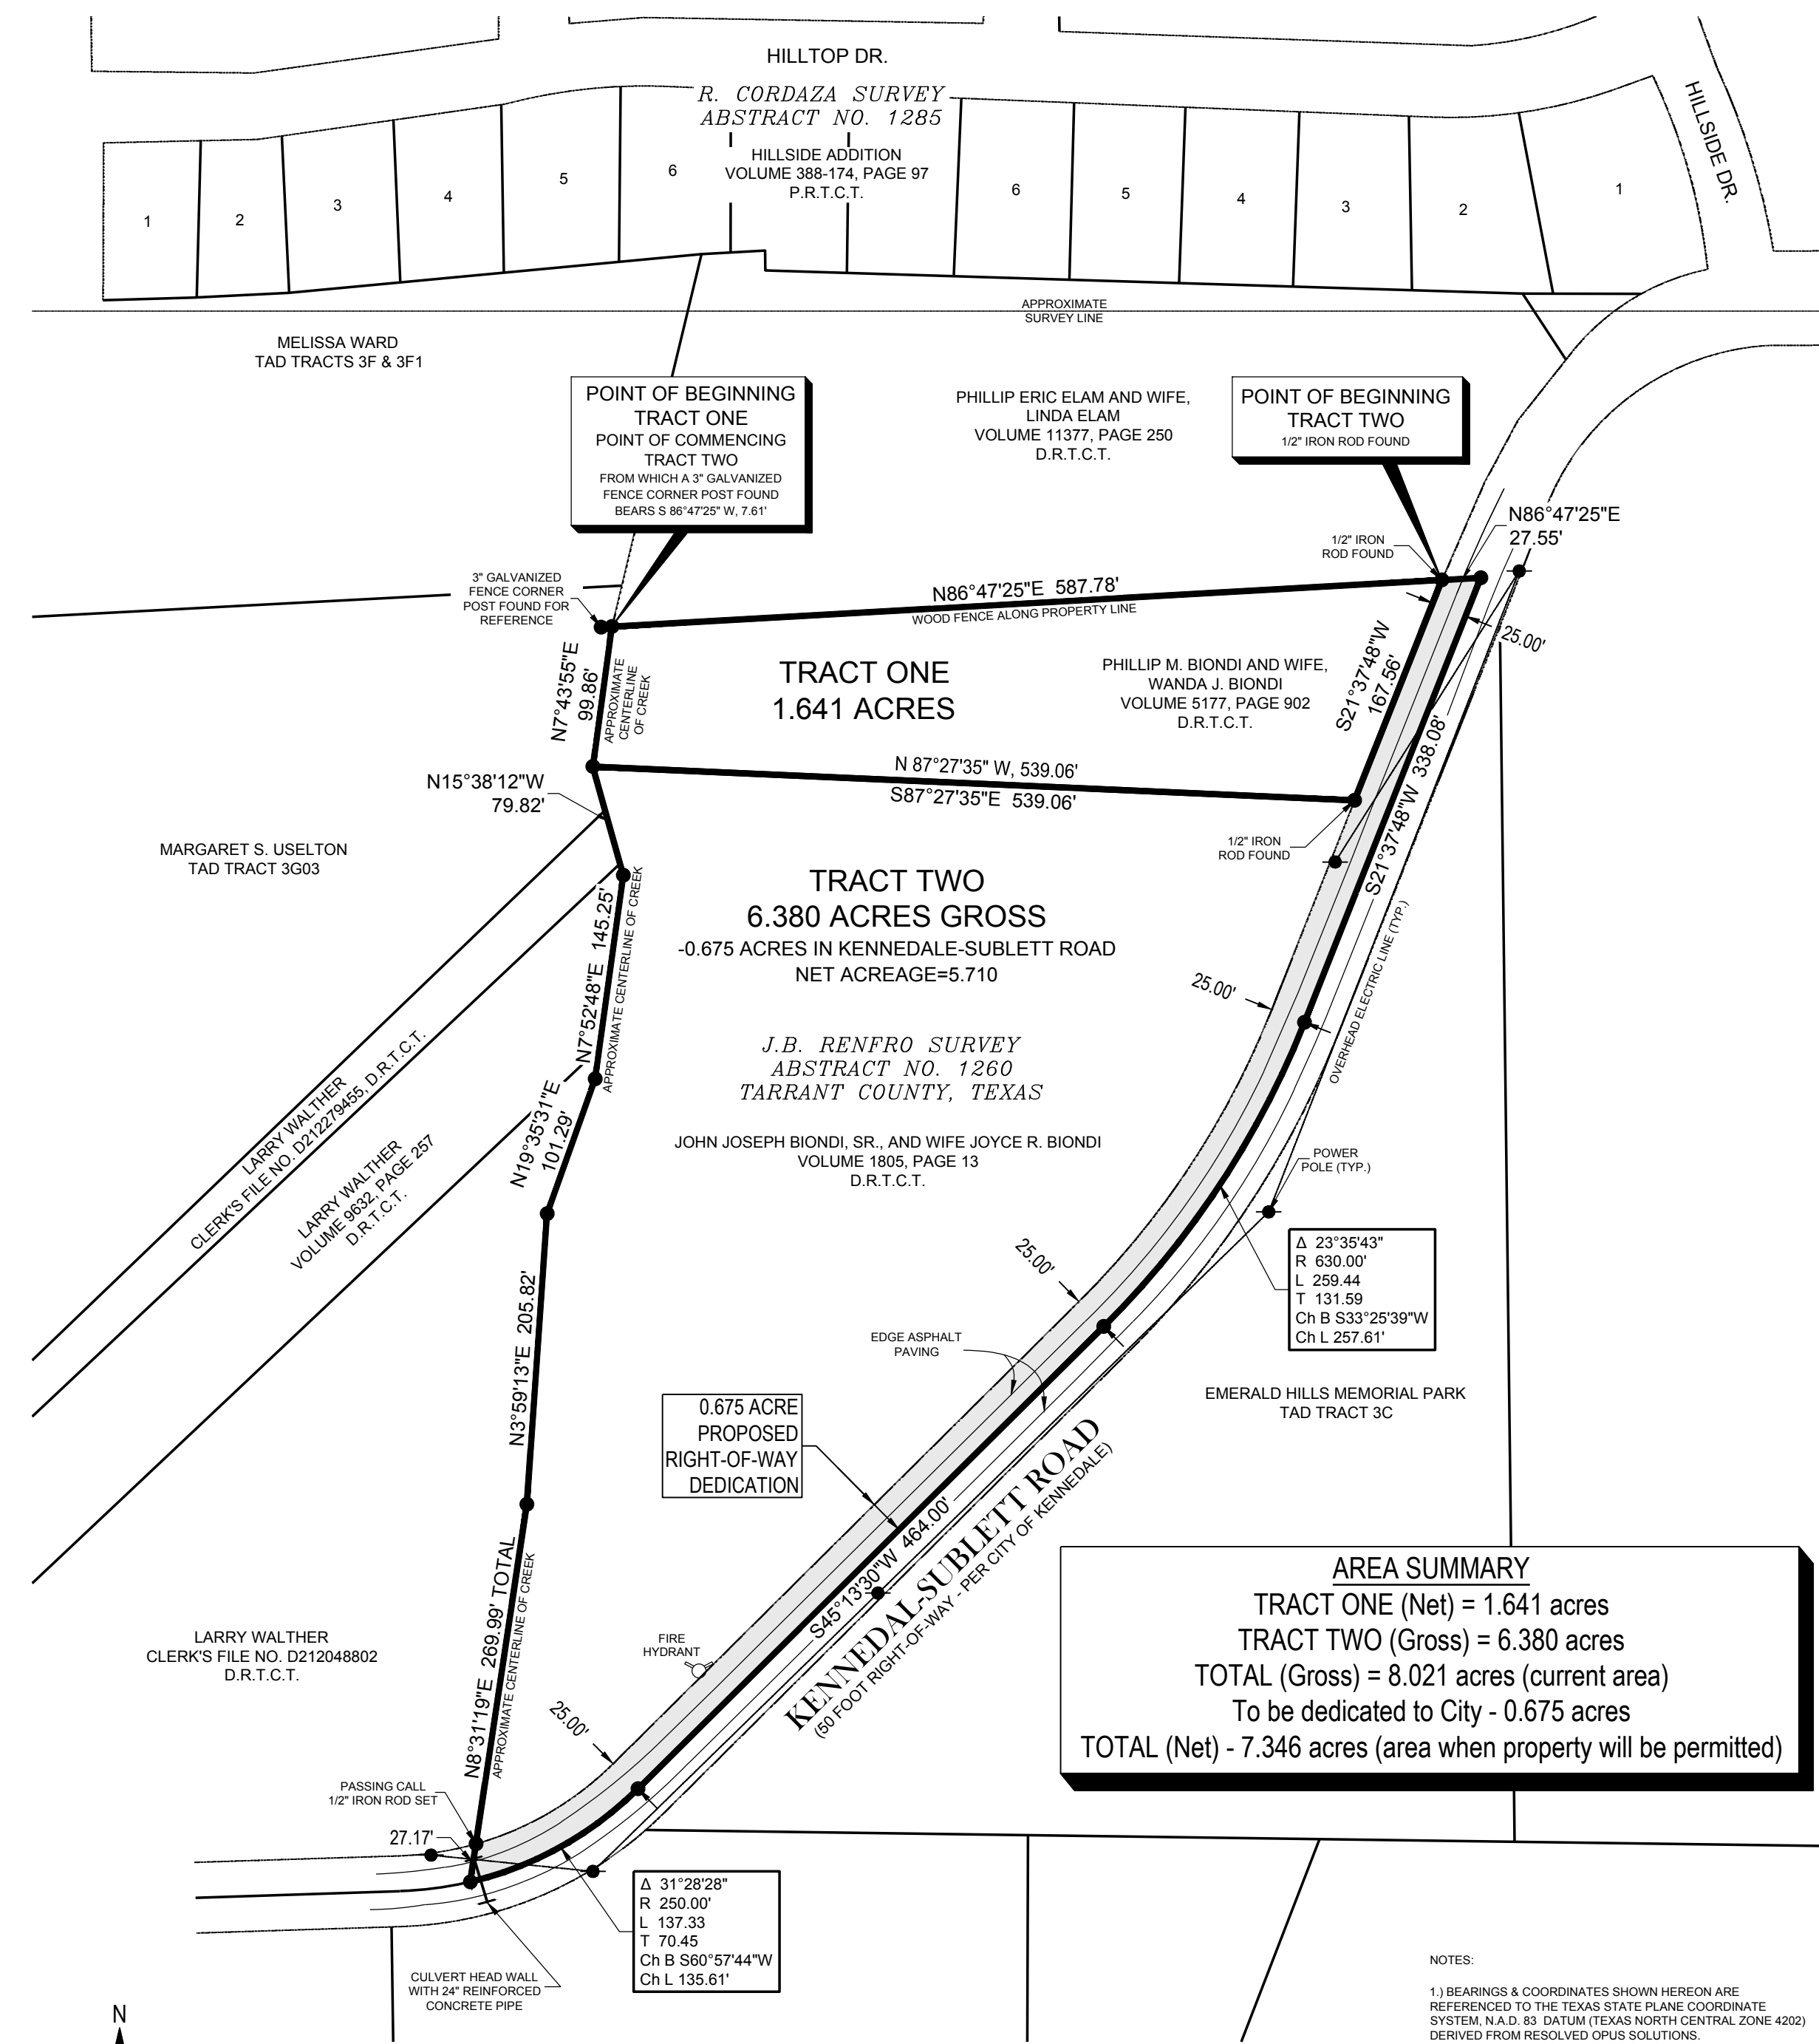 HILLTOP DR.
R. CORDAZA SURVEY
ABSTRACT NO. 1285
HILLSIDE ADDITION
VOLUME 388-174, PAGE 97
P.R.T.C.T.
HILLSIDE DR.
1
2
3
4
5
6
6
5
4
3
2
1
APPROXIMATE
SURVEY LINE
MELISSA WARD
TAD TRACTS 3F & 3F1
POINT OF BEGINNING
TRACT ONE
POINT OF COMMENCING
TRACT TWO
FROM WHICH A 3" GALVANIZED
FENCE CORNER POST FOUND
BEARS S 86°47'25" W, 7.61'
PHILLIP ERIC ELAM AND WIFE,
LINDA ELAM
VOLUME 11377, PAGE 250
D.R.T.C.T.
POINT OF BEGINNING
TRACT TWO
1/2" IRON ROD FOUND
N86°47'25"E
27.55'
1/2" IRON
ROD FOUND
3" GALVANIZED
FENCE CORNER
POST FOUND FOR
REFERENCE
N86°47'25"E 587.78'
WOOD FENCE ALONG PROPERTY LINE
25.00'
N7°43'55"E
99.86'
APPROXIMATE
CENTERLINE
OF CREEK
TRACT ONE
1.641 ACRES
PHILLIP M. BIONDI AND WIFE,
WANDA J. BIONDI
VOLUME 5177, PAGE 902
D.R.T.C.T.
S21°37'48"W
167.56'
N 87°27'35" W, 539.06'
S87°27'35"E 539.06'
N15°38'12"W
79.82'
S21°37'48"W 338.08'
1/2" IRON
ROD FOUND
MARGARET S. USELTON
TAD TRACT 3G03
TRACT TWO
6.380 ACRES GROSS
-0.675 ACRES IN KENNEDALE-SUBLETT ROAD
NET ACREAGE=5.710
N7°52'48"E 145.25'
APPROXIMATE CENTERLINE OF CREEK
25.00'
OVERHEAD ELECTRIC LINE (TYP.)
J.B. RENFRO SURVEY
ABSTRACT NO. 1260
TARRANT COUNTY, TEXAS
LARRY WALTHER
CLERK'S FILE NO. D212279455, D.R.T.C.T.
N19°35'31"E
101.29'
JOHN JOSEPH BIONDI, SR., AND WIFE JOYCE R. BIONDI
VOLUME 1805, PAGE 13
D.R.T.C.T.
LARRY WALTHER
VOLUME 9632, PAGE 257
D.R.T.C.T.
POWER
POLE (TYP.)
25.00'
Δ 23°35'43"
R 630.00'
L 259.44
T 131.59
Ch B S33°25'39"W
Ch L 257.61'
N3°59'13"E 205.82'
EDGE ASPHALT
PAVING
EMERALD HILLS MEMORIAL PARK
TAD TRACT 3C
0.675 ACRE
PROPOSED
RIGHT-OF-WAY
DEDICATION
S45°13'30"W 464.00'
KENNEDAL-SUBLETT ROAD
(50 FOOT RIGHT-OF-WAY - PER CITY OF KENNEDALE)
AREA SUMMARY
TRACT ONE (Net) = 1.641 acres
TRACT TWO (Gross) = 6.380 acres
TOTAL (Gross) = 8.021 acres (current area)
To be dedicated to City - 0.675 acres
TOTAL (Net) - 7.346 acres (area when property will be permitted)
LARRY WALTHER
CLERK'S FILE NO. D212048802
D.R.T.C.T.
N8°31'19"E 269.99' TOTAL
APPROXIMATE CENTERLINE OF CREEK
FIRE
HYDRANT
25.00'
PASSING CALL
1/2" IRON ROD SET
27.17'
Δ 31°28'28"
R 250.00'
L 137.33
T 70.45
Ch B S60°57'44"W
Ch L 135.61'
CULVERT HEAD WALL
WITH 24" REINFORCED
CONCRETE PIPE
N
NOTES:
1.) BEARINGS & COORDINATES SHOWN HEREON ARE
REFERENCED TO THE TEXAS STATE PLANE COORDINATE
SYSTEM, N.A.D. 83 DATUM (TEXAS NORTH CENTRAL ZONE 4202)
DERIVED FROM RESOLVED OPUS SOLUTIONS.